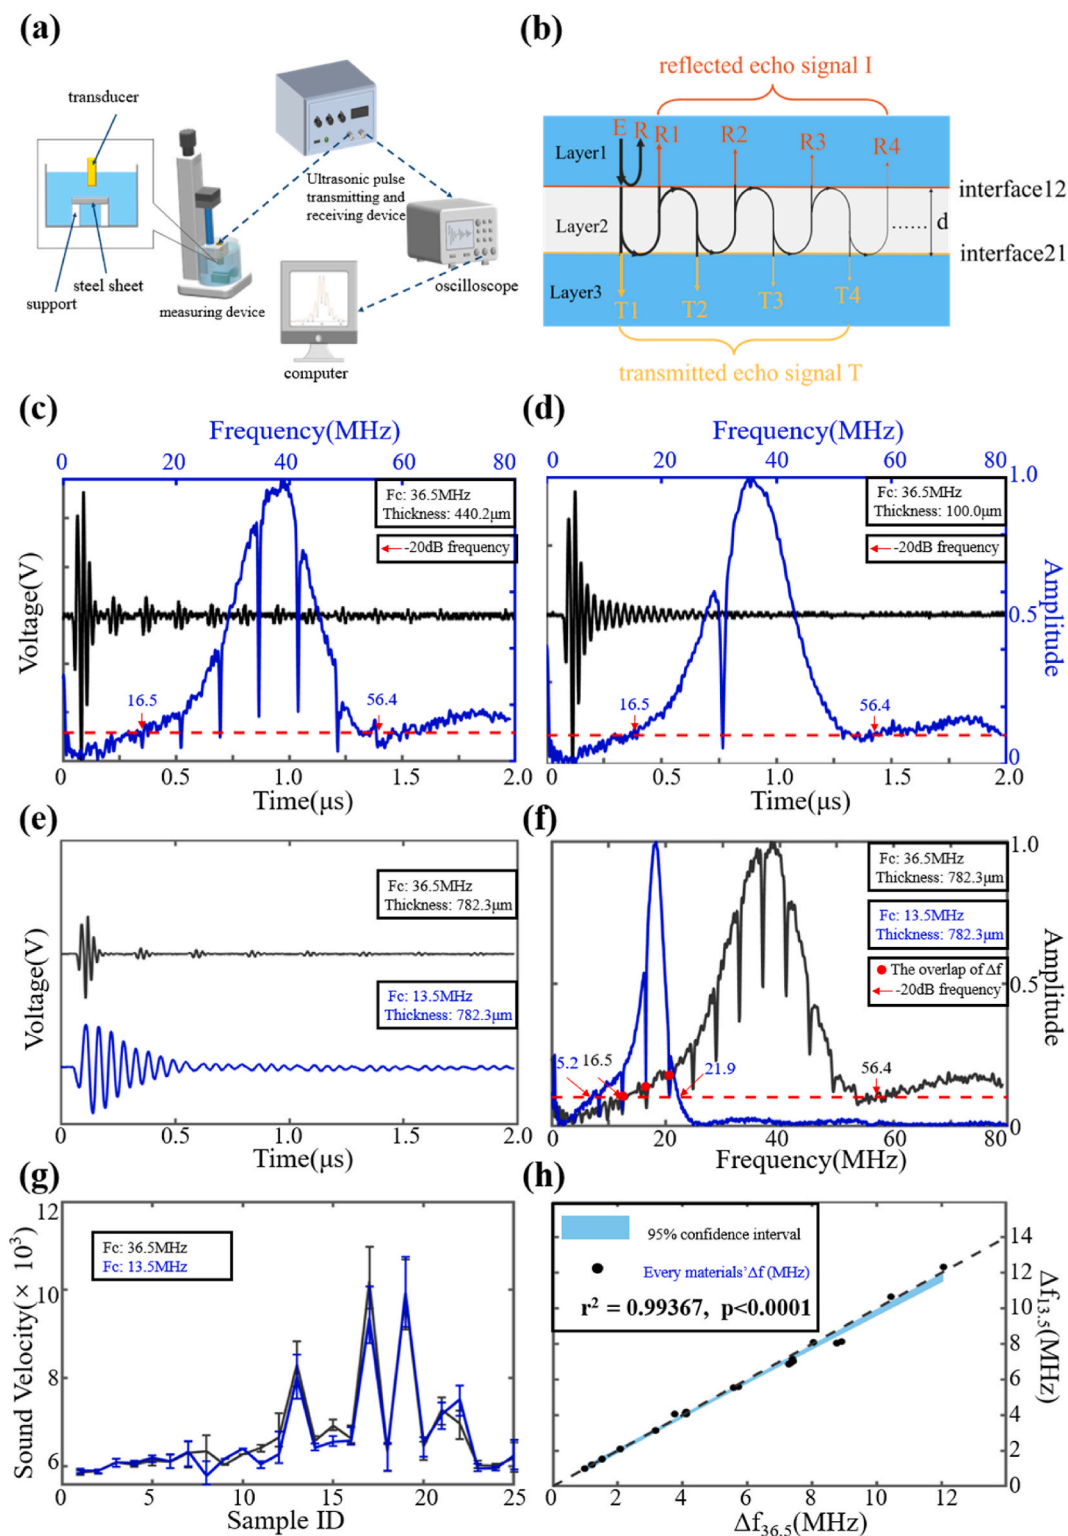 (a)
transducer
steel sheet
support
measuring device
Ultrasonic pulse
transmitting and
receiving device
oscilloscope
computer
(b)
reflected echo signal I
E R R1 R2 R3 R4
Layer1
interface12
Layer2
...... d
interface21
Layer3
T1 T2 T3 T4
transmitted echo signal T
(c)
Frequency(MHz)
0 20 40 60 80
Fc: 36.5MHz
Thickness: 440.2μm
-20dB frequency
Voltage(V)
16.5
56.4
0 0.5 1.0 1.5 2.0
Time(μs)
(d)
Frequency(MHz)
0 20 40 60 80
1.0
Fc: 36.5MHz
Thickness: 100.0μm
-20dB frequency
Amplitude
0.5
16.5
56.4
0
0 0.5 1.0 1.5 2.0
Time(μs)
(e)
Fc: 36.5MHz
Thickness: 782.3μm
Voltage(V)
Fc: 13.5MHz
Thickness: 782.3μm
0 0.5 1.0 1.5 2.0
Time(μs)
(f)
1.0
Fc: 36.5MHz
Thickness: 782.3μm
Fc: 13.5MHz
Thickness: 782.3μm
The overlap of Δf
-20dB frequency
Amplitude
0.5
5.2 16.5 21.9 56.4
0
0 20 40 60 80
Frequency(MHz)
(g)
12
10
8
6
Sound Velocity(× 10³)
Fc: 36.5MHz
Fc: 13.5MHz
0 5 10 15 20 25
Sample ID
(h)
95% confidence interval
Every materials'Δf (MHz)
r² = 0.99367, p<0.0001
14
12
10
8
6
4
2
0
Δf₁₃.₅(MHz)
0 2 4 6 8 10 12 14
Δf₃₆.₅(MHz)